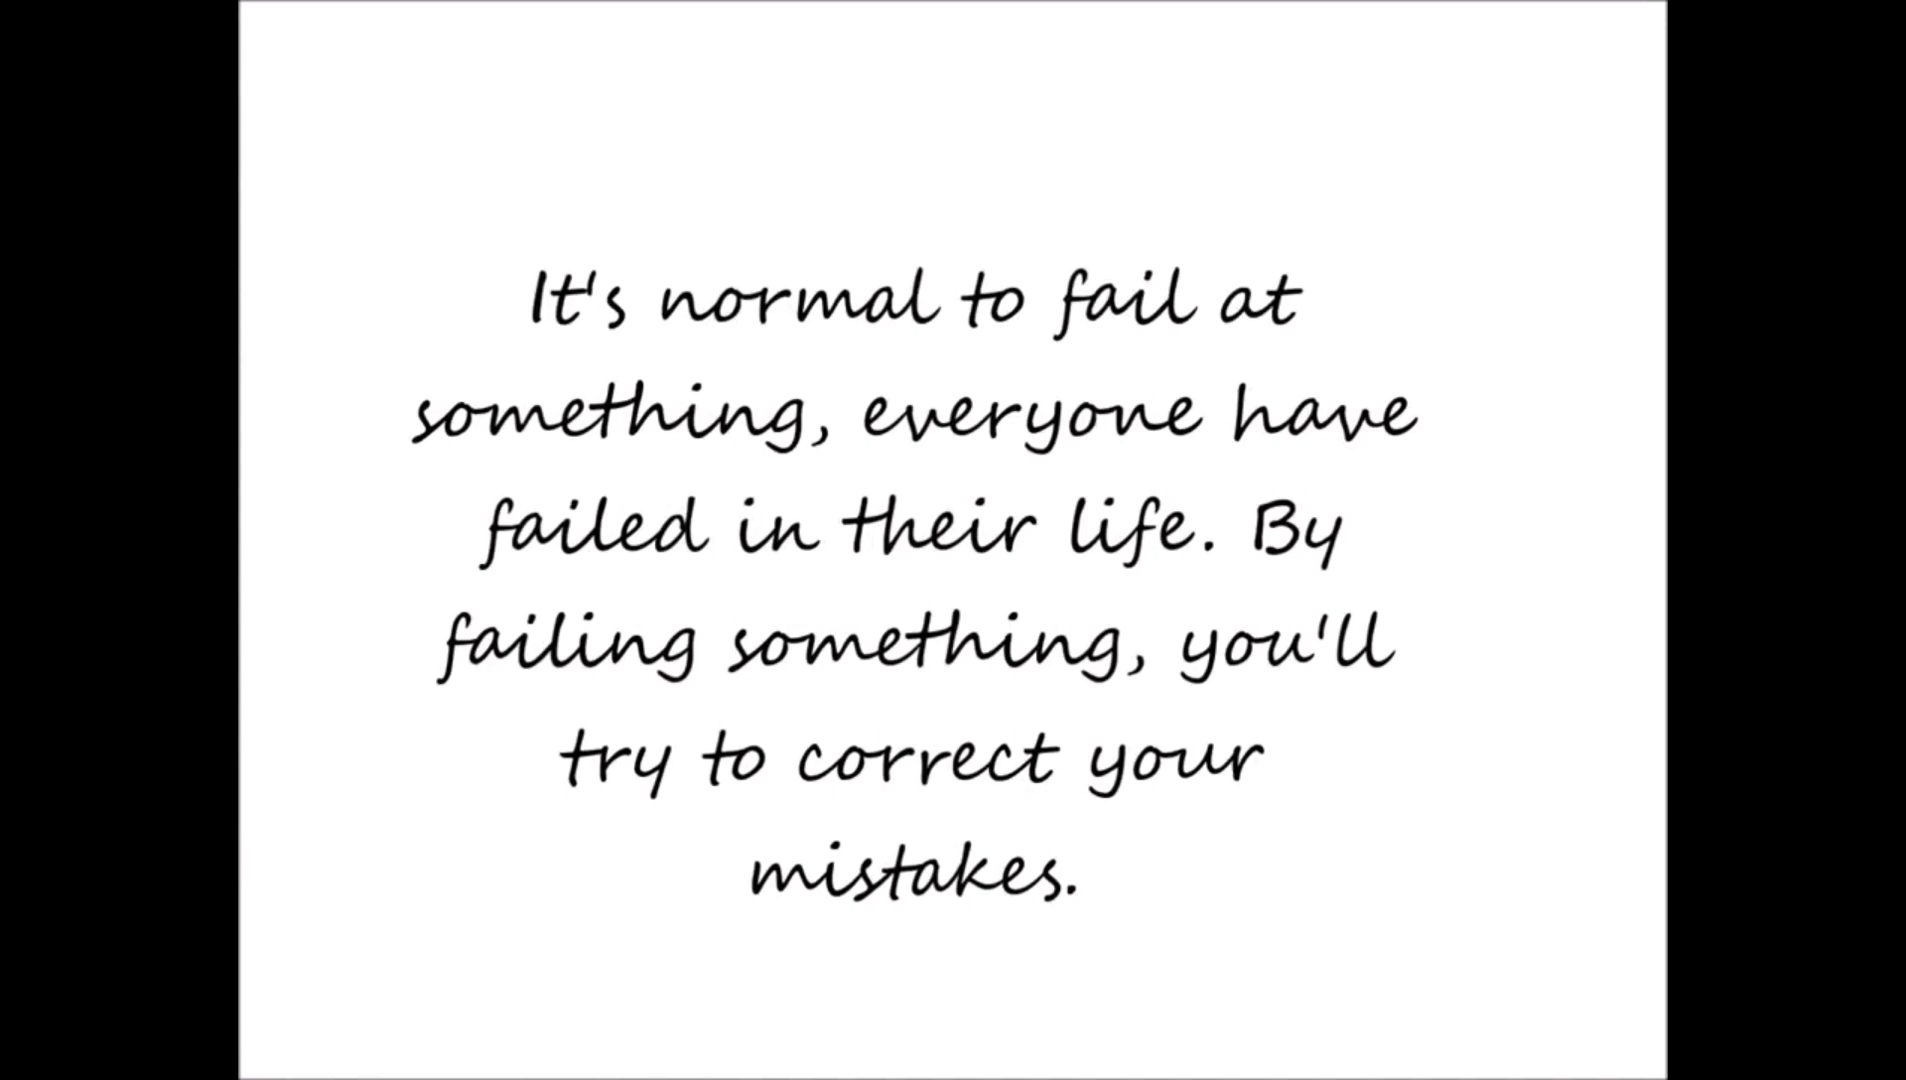 It's normal to fail at
something, everyone have
failed in their life. By
failing something, you'll
try to correct your
mistakes.